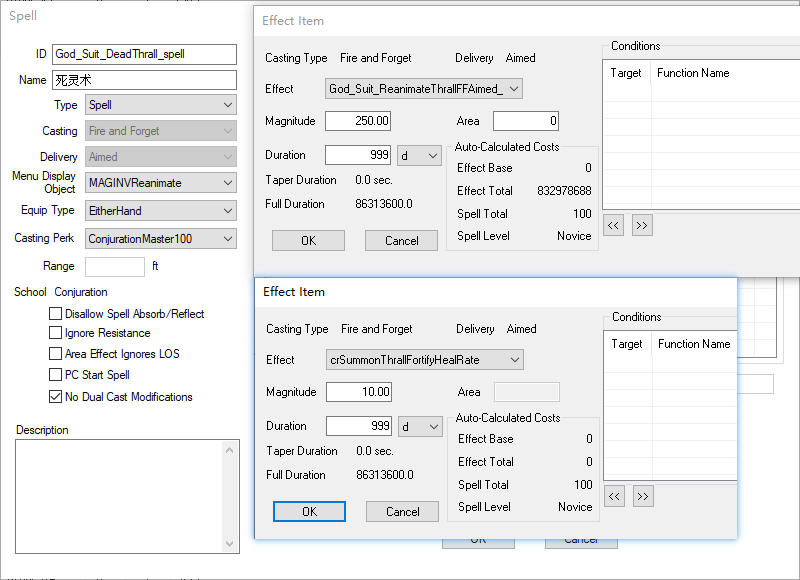 Spell
ID God_Suit_DeadThrall_spell
Name 死灵术
Type Spell
Casting Fire and Forget
Delivery Aimed
Menu Display Object MAGINVReanimate
Equip Type EitherHand
Casting Perk ConjurationMaster100
Range ft
School Conjuration
Disallow Spell Absorb/Reflect
Ignore Resistance
Area Effect Ignores LOS
PC Start Spell
No Dual Cast Modifications
Description
Effect Item
Casting Type Fire and Forget Delivery Aimed
Effect God_Suit_ReanimateThrallFFAimed_
Magnitude 250.00 Area 0
Duration 999 d
Taper Duration 0.0 sec.
Full Duration 86313600.0
Auto-Calculated Costs
Effect Base 0
Effect Total 832978688
Spell Total 100
Spell Level Novice
OK Cancel
Conditions
Target Function Name
<< >>
Effect Item
Casting Type Fire and Forget Delivery Aimed
Effect crSummonThrallFortifyHealRate
Magnitude 10.00 Area
Duration 999 d
Taper Duration 0.0 sec.
Full Duration 86313600.0
Auto-Calculated Costs
Effect Base 0
Effect Total 0
Spell Total 100
Spell Level Novice
OK Cancel
Conditions
Target Function Name
<< >>
OK Cancel